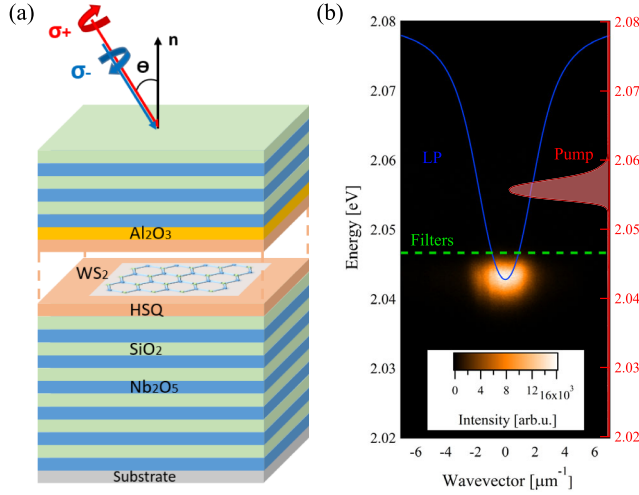 (a)
σ+
σ-
n
Θ
Al₂O₃
WS₂
HSQ
SiO₂
Nb₂O₅
Substrate
(b)
2.08
2.07
2.06
2.05
2.04
2.03
2.02
Energy [eV]
LP
Pump
Filters
0 4 8 12 16x10³
Intensity [arb.u.]
-6 -4 -2 0 2 4 6
Wavevector [µm⁻¹]
2.08
2.07
2.06
2.05
2.04
2.03
2.02